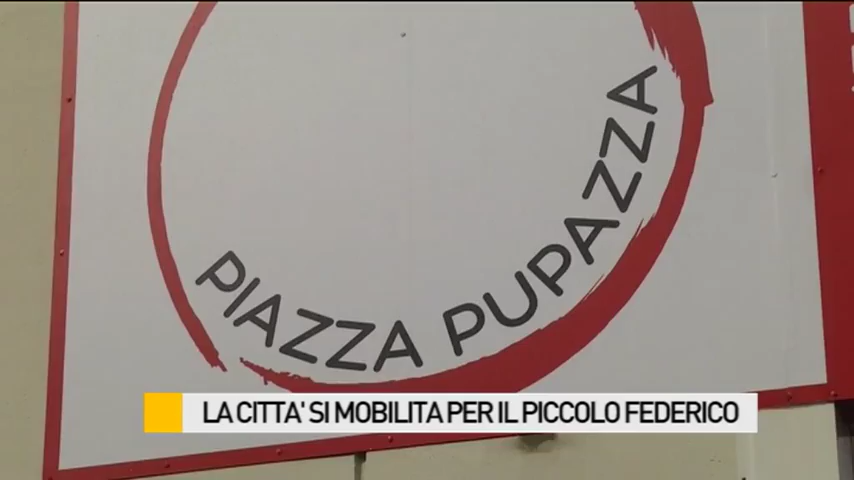 PIAZZA PUPAZZA
LA CITTA' SI MOBILITA PER IL PICCOLO FEDERICO